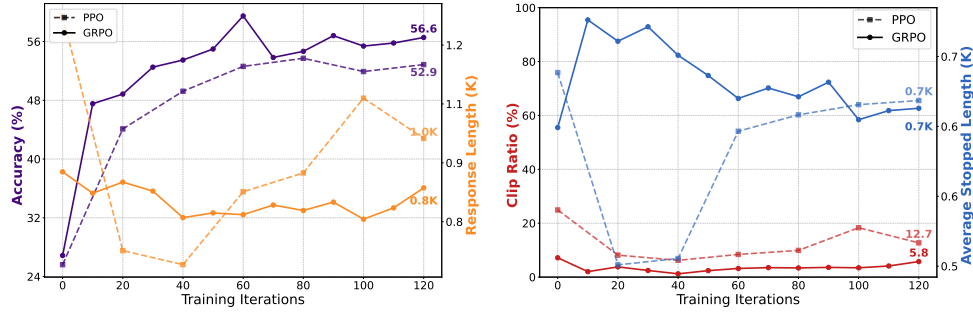 PPO
GRPO
56
48
40
32
24
1.2
1.1
0.9
0.8
56.6
52.9
1.0K
0.8K
0
20
40
60
80
100
120
Accuracy (%)
Response Length (K)
Training Iterations
PPO
GRPO
100
80
60
40
20
0
0.7
0.6
0.6
0.5
0.7K
0.7K
12.7
5.8
0
20
40
60
80
100
120
Clip Ratio (%)
Average Stopped Length (K)
Training Iterations